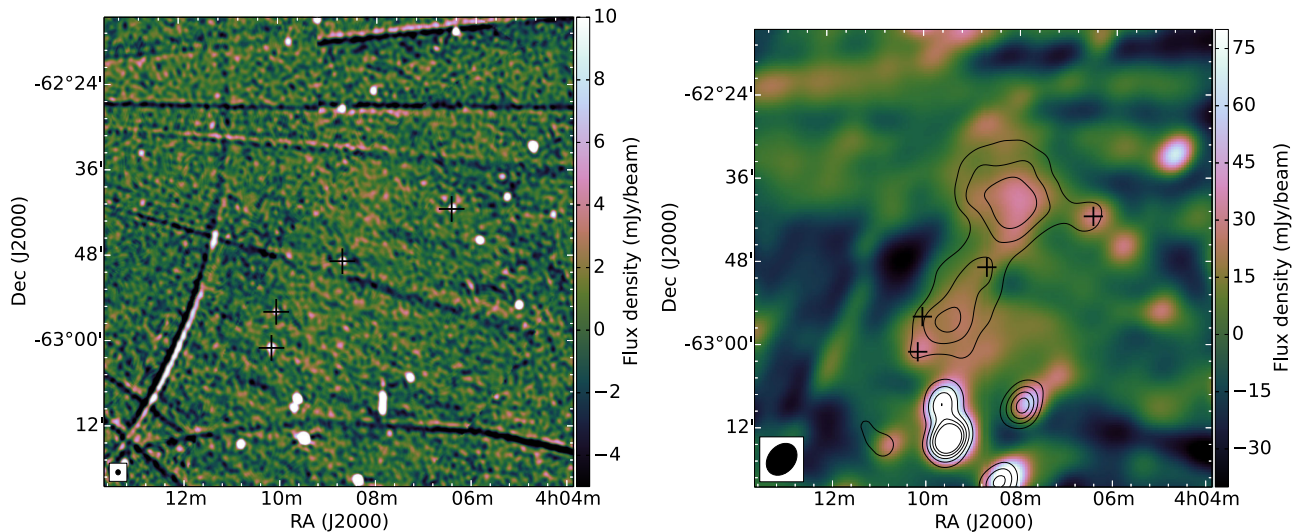 10
8
6
4
2
0
−2
−4
Flux density (mJy/beam)
-62°24'
36'
48'
-63°00'
12'
Dec (J2000)
12m
10m
08m
06m
4h04m
RA (J2000)
75
60
45
30
15
0
−15
−30
Flux density (mJy/beam)
-62°24'
36'
48'
-63°00'
12'
Dec (J2000)
12m
10m
08m
06m
4h04m
RA (J2000)